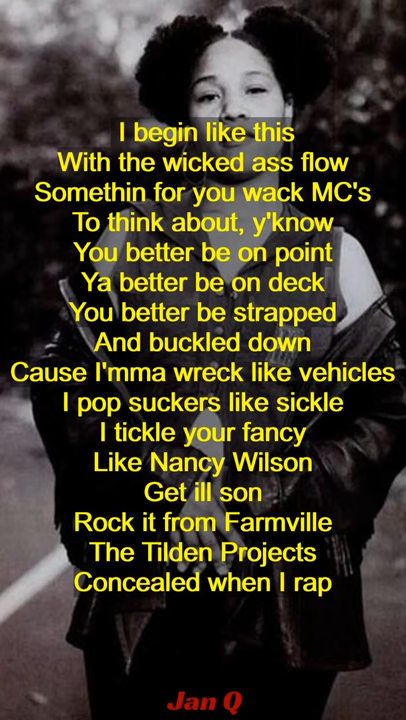 I begin like this
With the wicked ass flow
Somethin for you wack MC's
To think about, y'know
You better be on point
Ya better be on deck
You better be strapped
And buckled down
Cause I'mma wreck like vehicles
I pop suckers like sickle
I tickle your fancy
Like Nancy Wilson
Get ill son
Rock it from Farmville
The Tilden Projects
Concealed when I rap
Jan Q